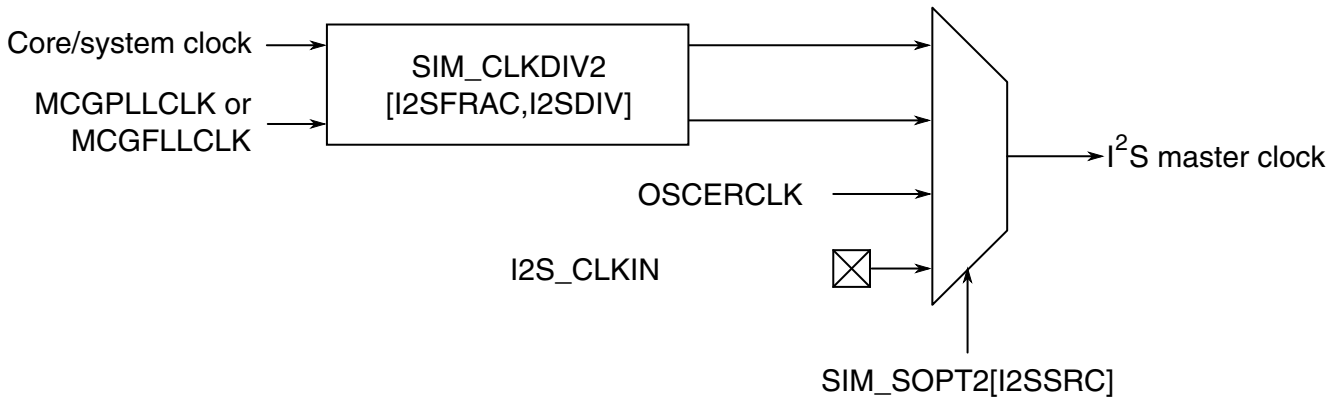 Core/system clock
SIM_CLKDIV2
[I2SFRAC,I2SDIV]
MCGPLLCLK or
MCGFLLCLK
I²S master clock
OSCERCLK
I2S_CLKIN
SIM_SOPT2[I2SSRC]